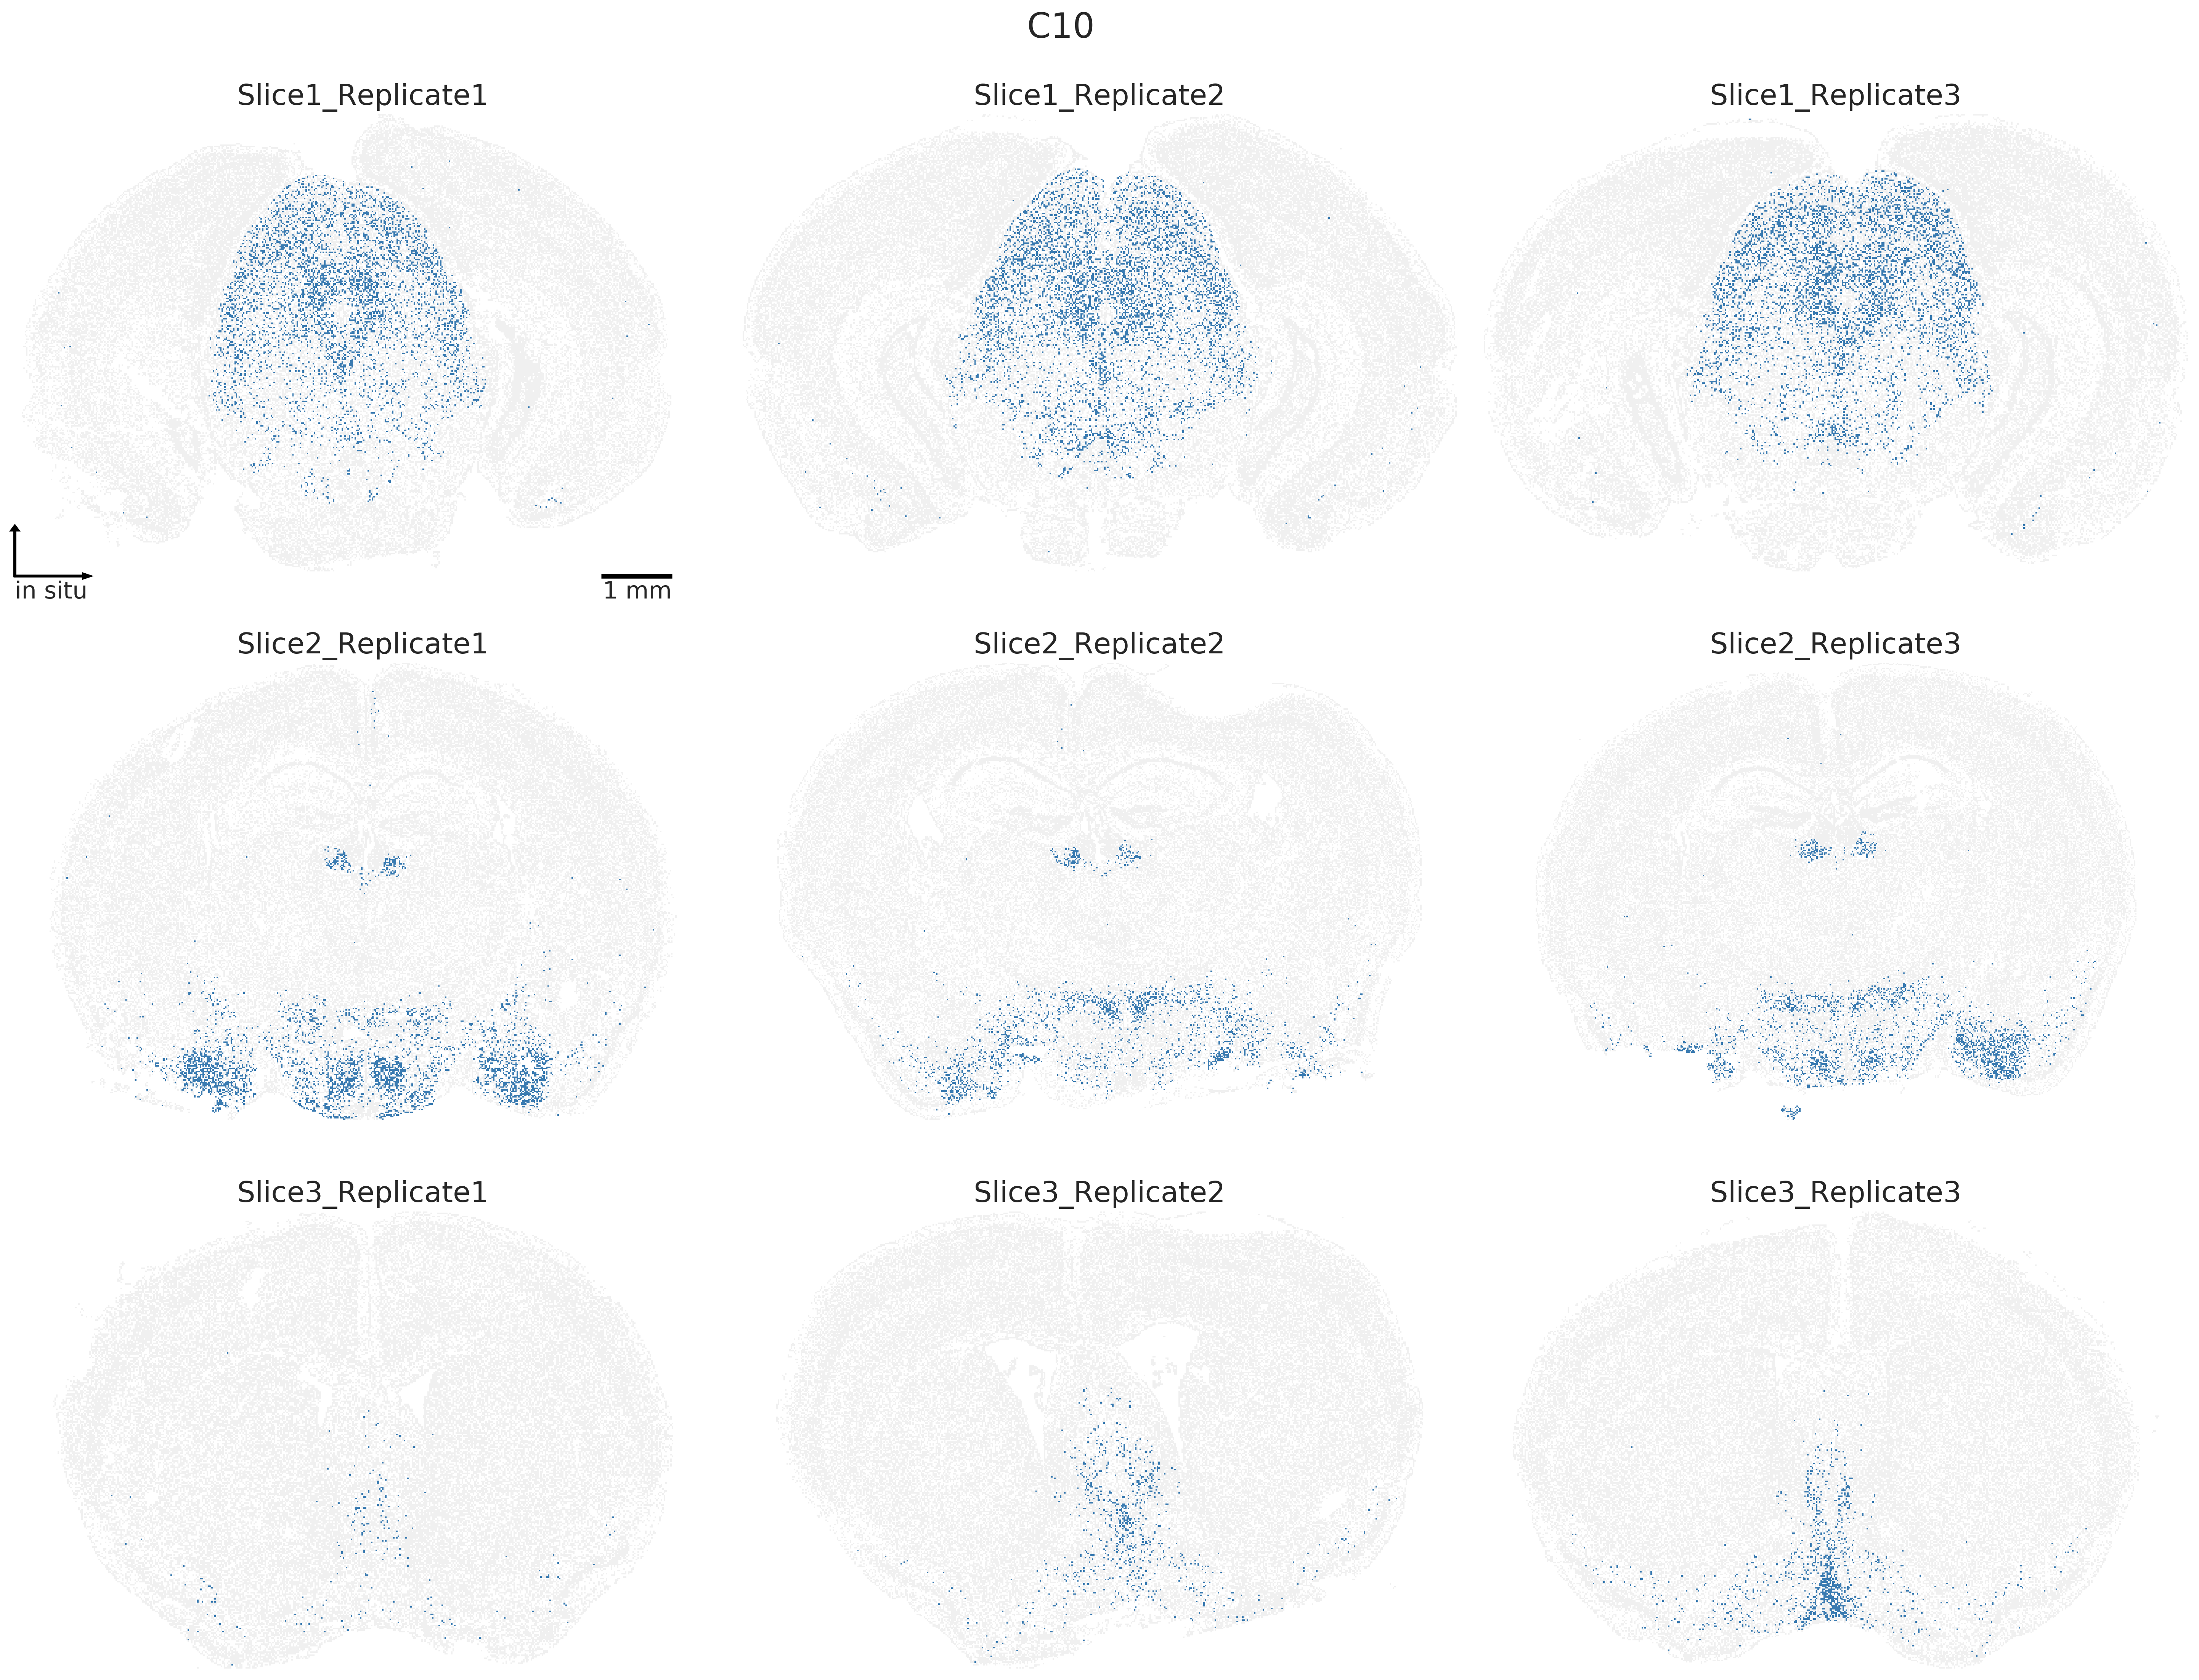 C10
Slice1_Replicate1
Slice1_Replicate2
Slice1_Replicate3
in situ
1 mm
Slice2_Replicate1
Slice2_Replicate2
Slice2_Replicate3
Slice3_Replicate1
Slice3_Replicate2
Slice3_Replicate3